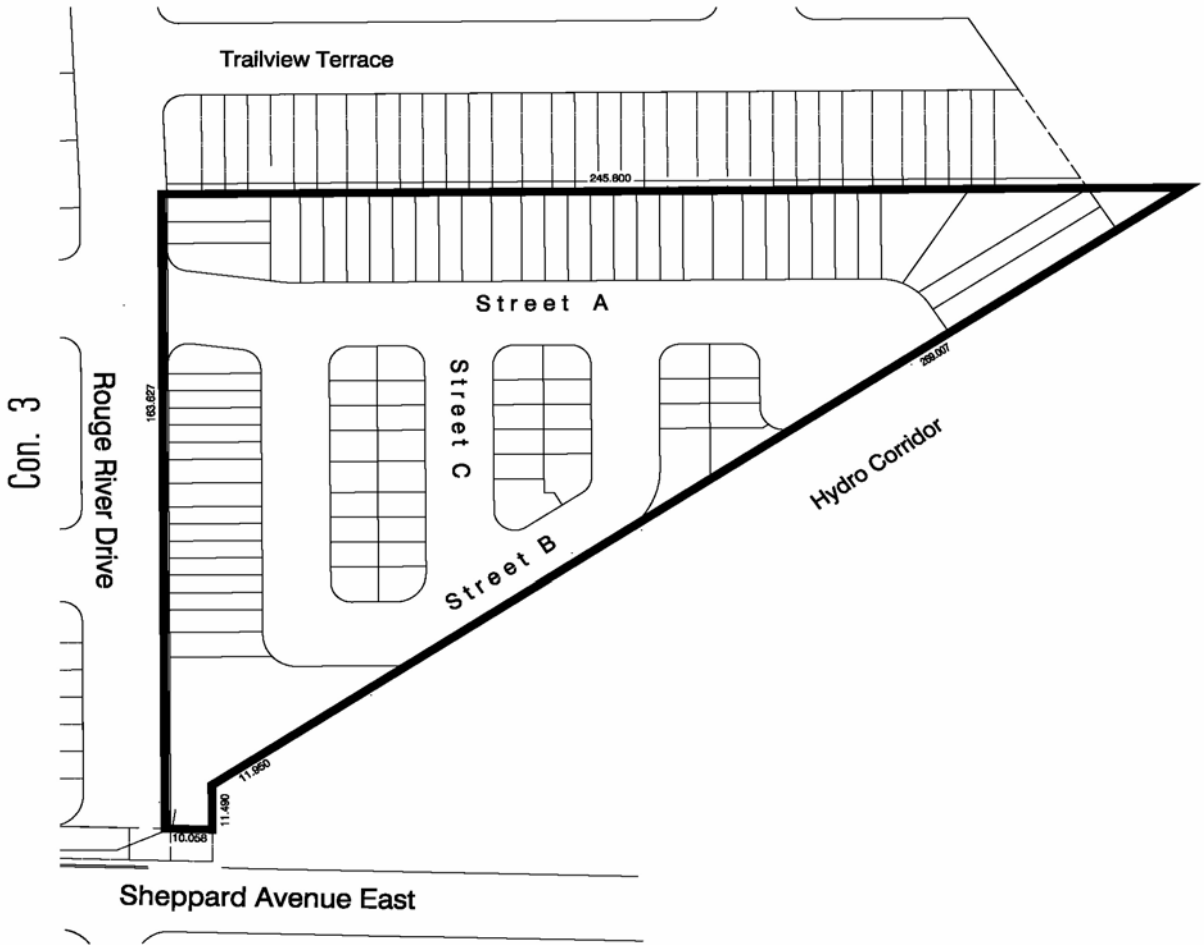 Trailview Terrace
245.600
Street A
Street C
Con. 3
Rouge River Drive
163.627
269.007
Hydro Corridor
Street B
11.950
11.490
10.058
Sheppard Avenue East